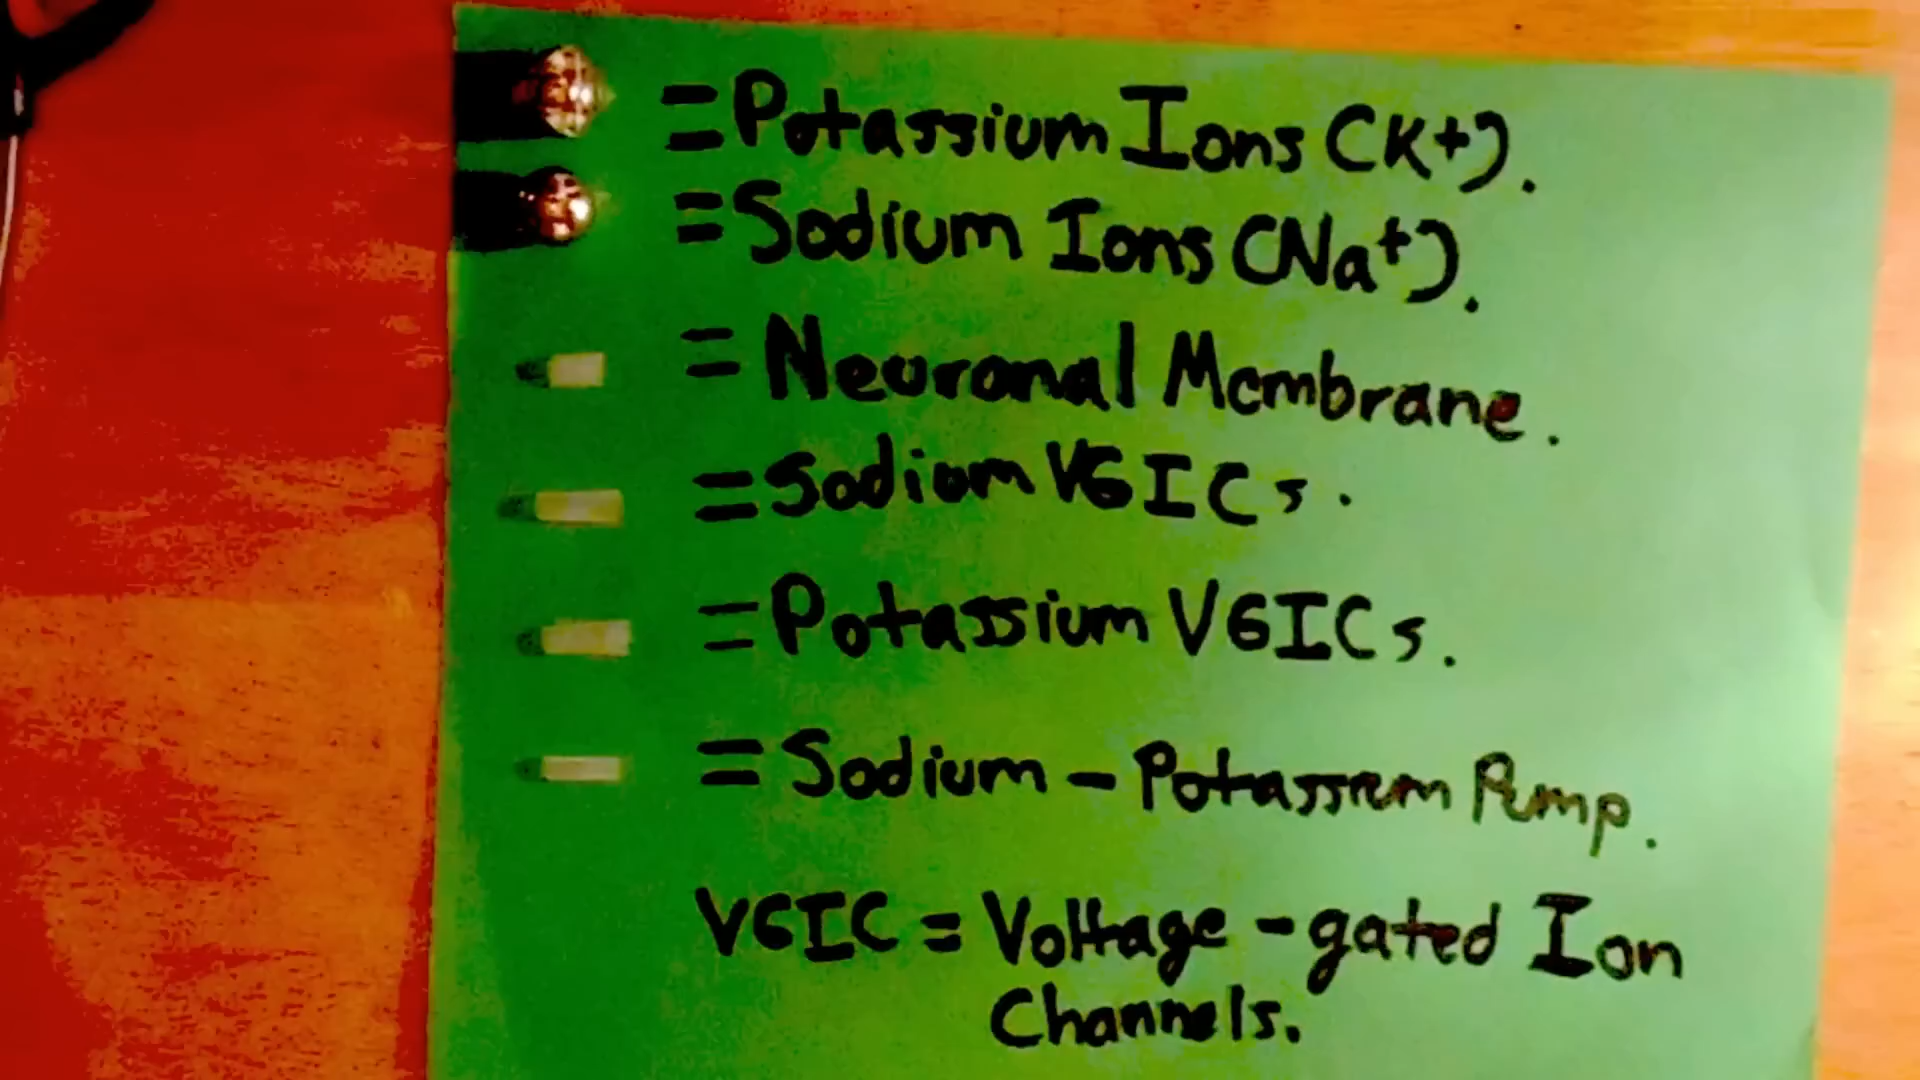 = Potassium Ions (K+).
= Sodium Ions (Na+).
= Neuronal Membrane.
= Sodium VGICs.
= Potassium VGICs.
= Sodium - Potassium Pump.
VGIC = Voltage - gated Ion
Channels.